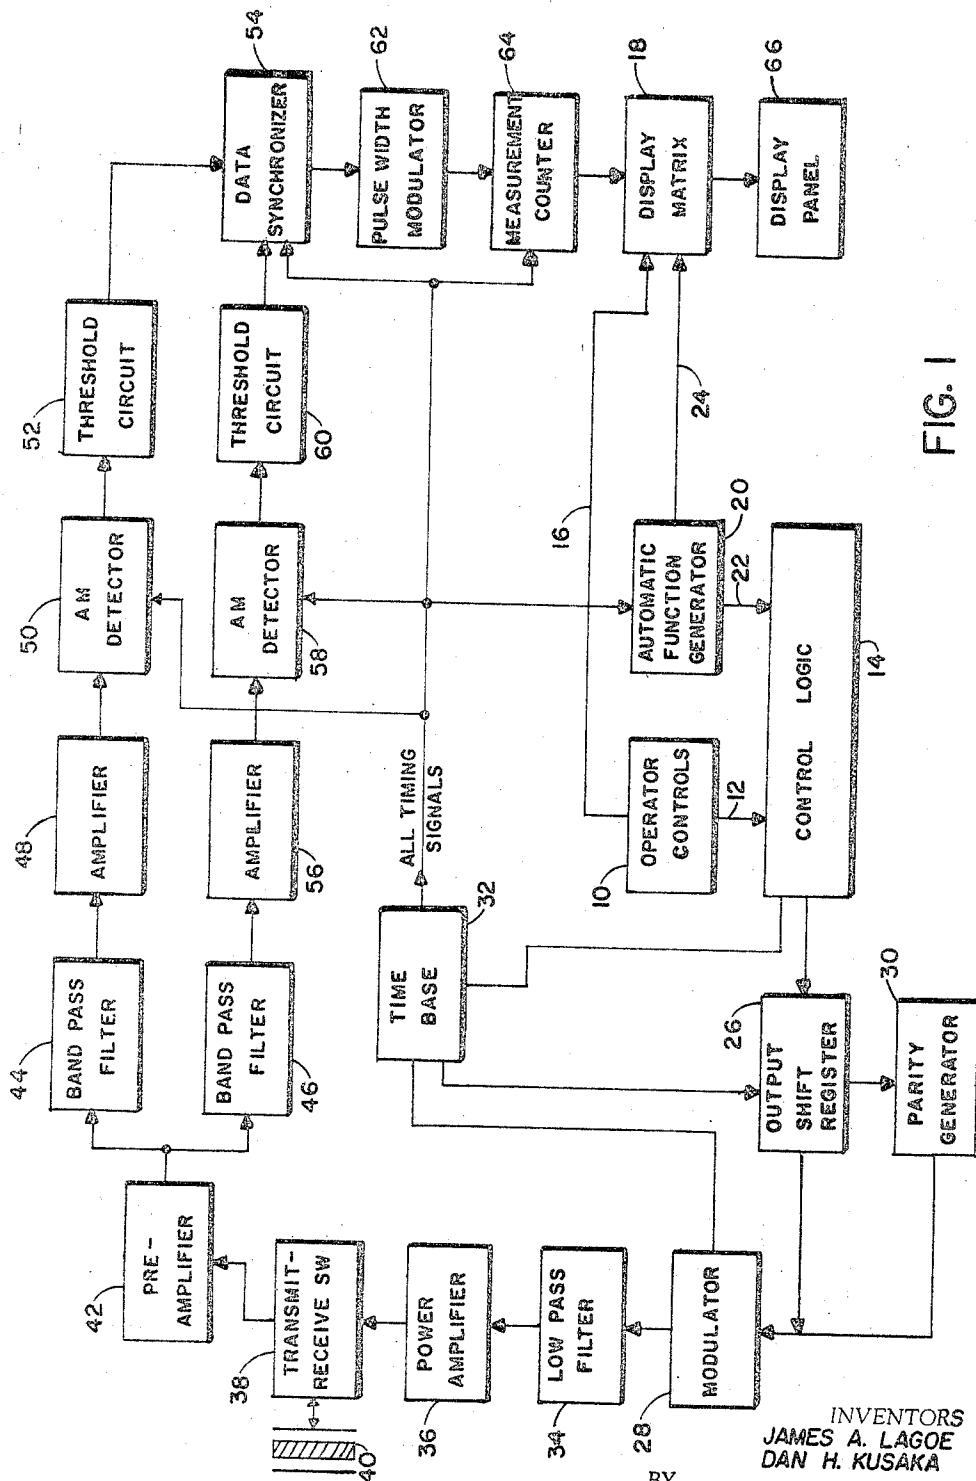 42
PRE-
AMPLIFIER
44
BAND PASS
FILTER
48
AMPLIFIER
50
AM
DETECTOR
52
THRESHOLD
CIRCUIT
54
DATA
SYNCHRONIZER
46
BAND PASS
FILTER
56
AMPLIFIER
58
AM
DETECTOR
60
THRESHOLD
CIRCUIT
62
PULSE WIDTH
MODULATOR
38
TRANSMIT-
RECEIVE SW
40
32
TIME
BASE
ALL TIMING
SIGNALS
64
MEASUREMENT
COUNTER
36
POWER
AMPLIFIER
16
24
18
DISPLAY
MATRIX
34
LOW PASS
FILTER
10
OPERATOR
CONTROLS
12
20
AUTOMATIC
FUNCTION
GENERATOR
22
66
DISPLAY
PANEL
28
MODULATOR
26
OUTPUT
SHIFT
REGISTER
14
CONTROL LOGIC
30
PARITY
GENERATOR
FIG. 1
INVENTORS
JAMES A. LAGOE
DAN H. KUSAKA
BY